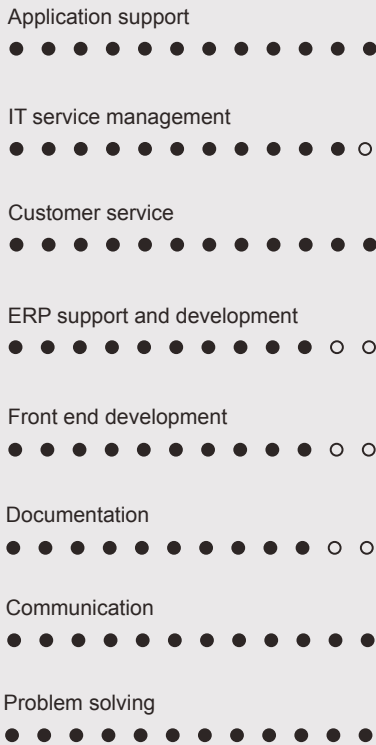 Application support
IT service management
Customer service
ERP support and development
Front end development
Documentation
Communication
Problem solving